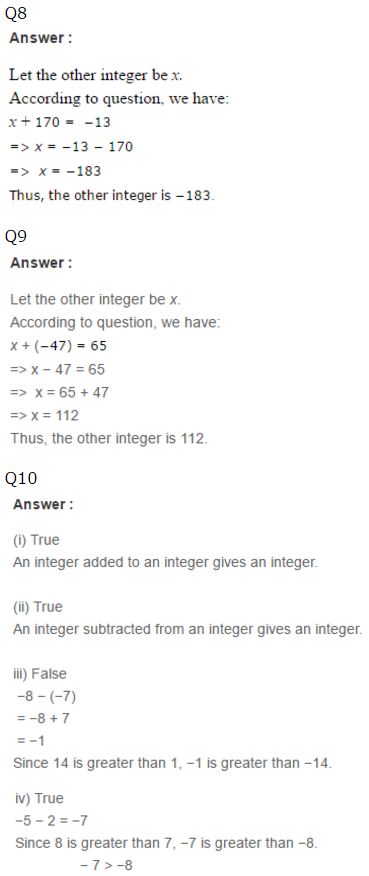 Q8
Answer :
Let the other integer be x.
According to question, we have:
x + 170 = −13
=> x = −13 − 170
=> x = −183
Thus, the other integer is −183.
Q9
Answer :
Let the other integer be x.
According to question, we have:
x + (−47) = 65
=> x − 47 = 65
=> x = 65 + 47
=> x = 112
Thus, the other integer is 112.
Q10
Answer :
(i) True
An integer added to an integer gives an integer.
(ii) True
An integer subtracted from an integer gives an integer.
iii) False
−8 − (−7)
= −8 + 7
= −1
Since 14 is greater than 1, −1 is greater than −14.
iv) True
−5 − 2 = −7
Since 8 is greater than 7, −7 is greater than −8.
− 7 > −8